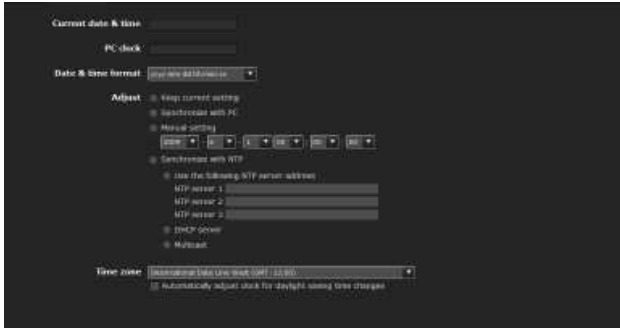 Current date & time
PC clock
Date & time format yyyy-mm-dd hh:mm:ss
Adjust Keep current setting
Synchronize with PC
Manual setting
Synchronize with NTP
Use the following NTP server address
NTP server 1
NTP server 2
NTP server 3
DHCP server
Multicast
Time zone International Date Line West (GMT -12:00)
Automatically adjust clock for daylight saving time changes